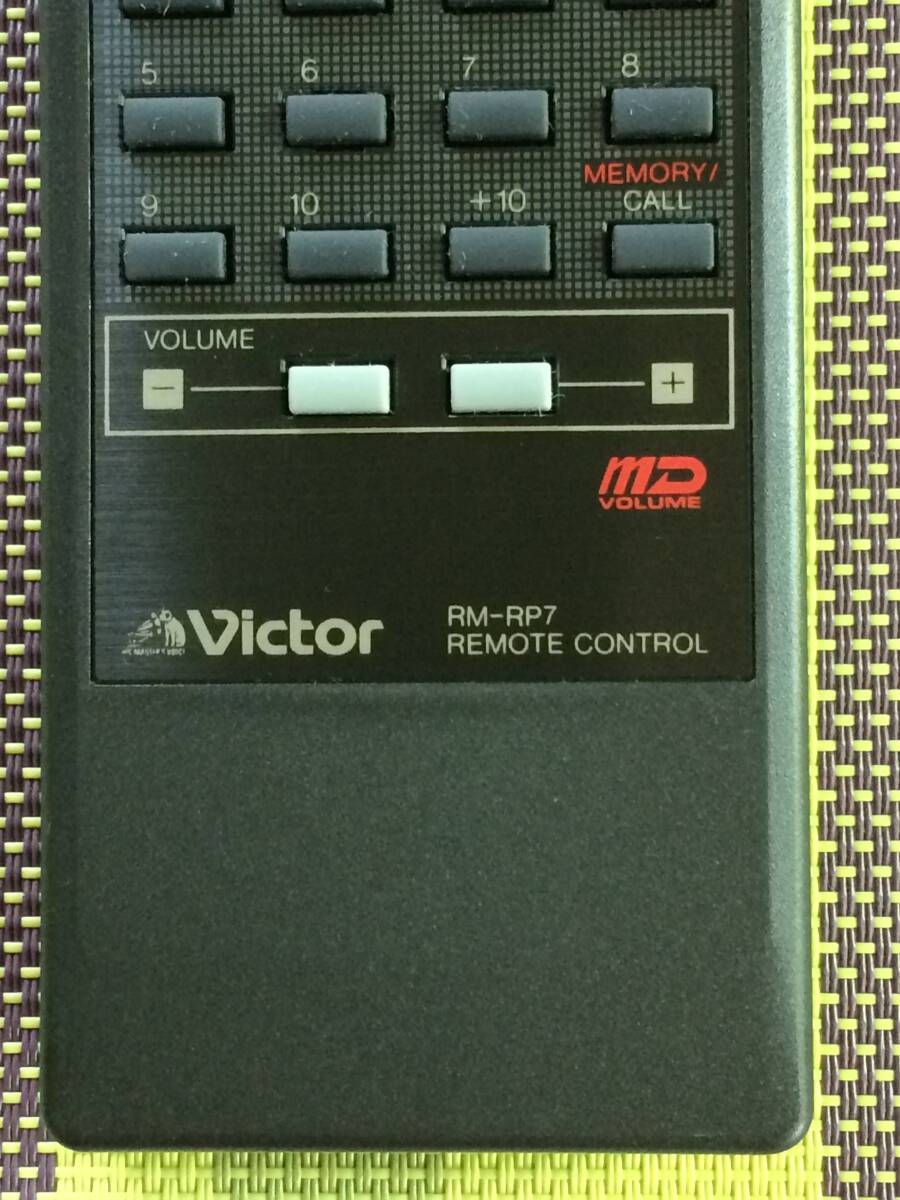 5 6 7 8
MEMORY/
9 10 +10 CALL
VOLUME
− +
MD
VOLUME
Victor
RM-RP7
REMOTE CONTROL